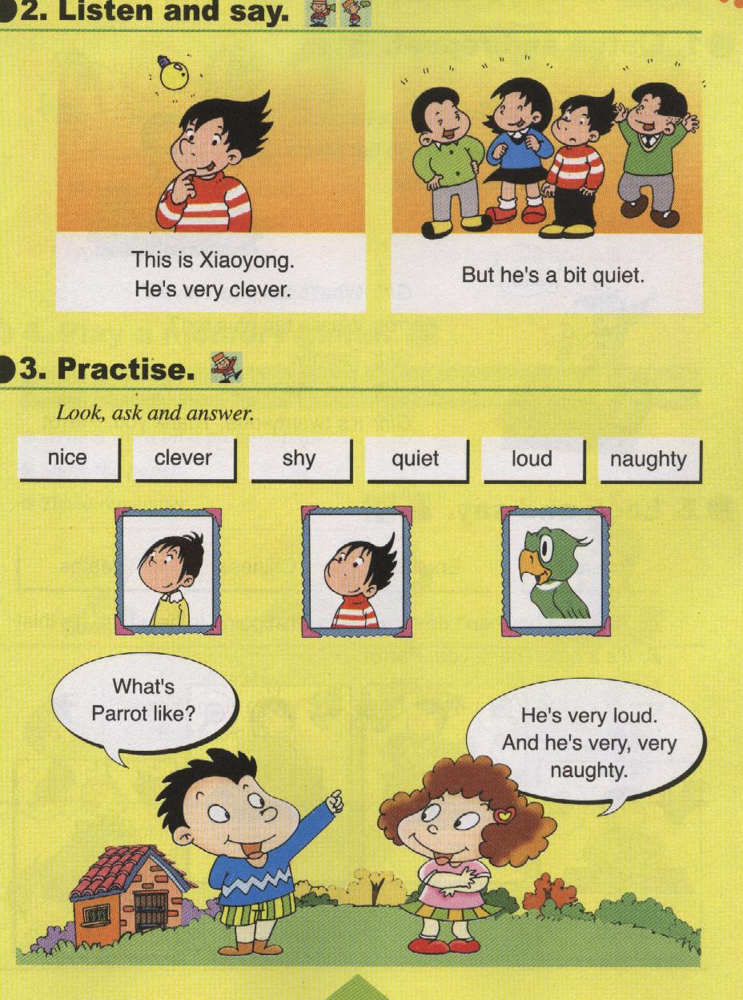 2. Listen and say.
This is Xiaoyong.
He's very clever.
But he's a bit quiet.
3. Practise.
Look, ask and answer.
nice
clever
shy
quiet
loud
naughty
What's
Parrot like?
He's very loud.
And he's very, very
naughty.